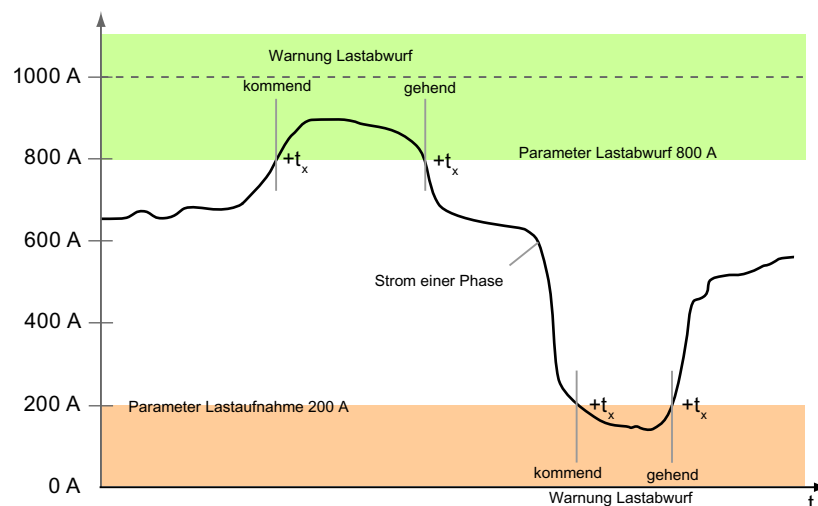 Warnung Lastabwurf
1000 A
kommend
gehend
800 A
+tx
+tx
Parameter Lastabwurf 800 A
600 A
Strom einer Phase
400 A
200 A
Parameter Lastaufnahme 200 A
+tx
+tx
kommend
gehend
0 A
Warnung Lastabwurf
t